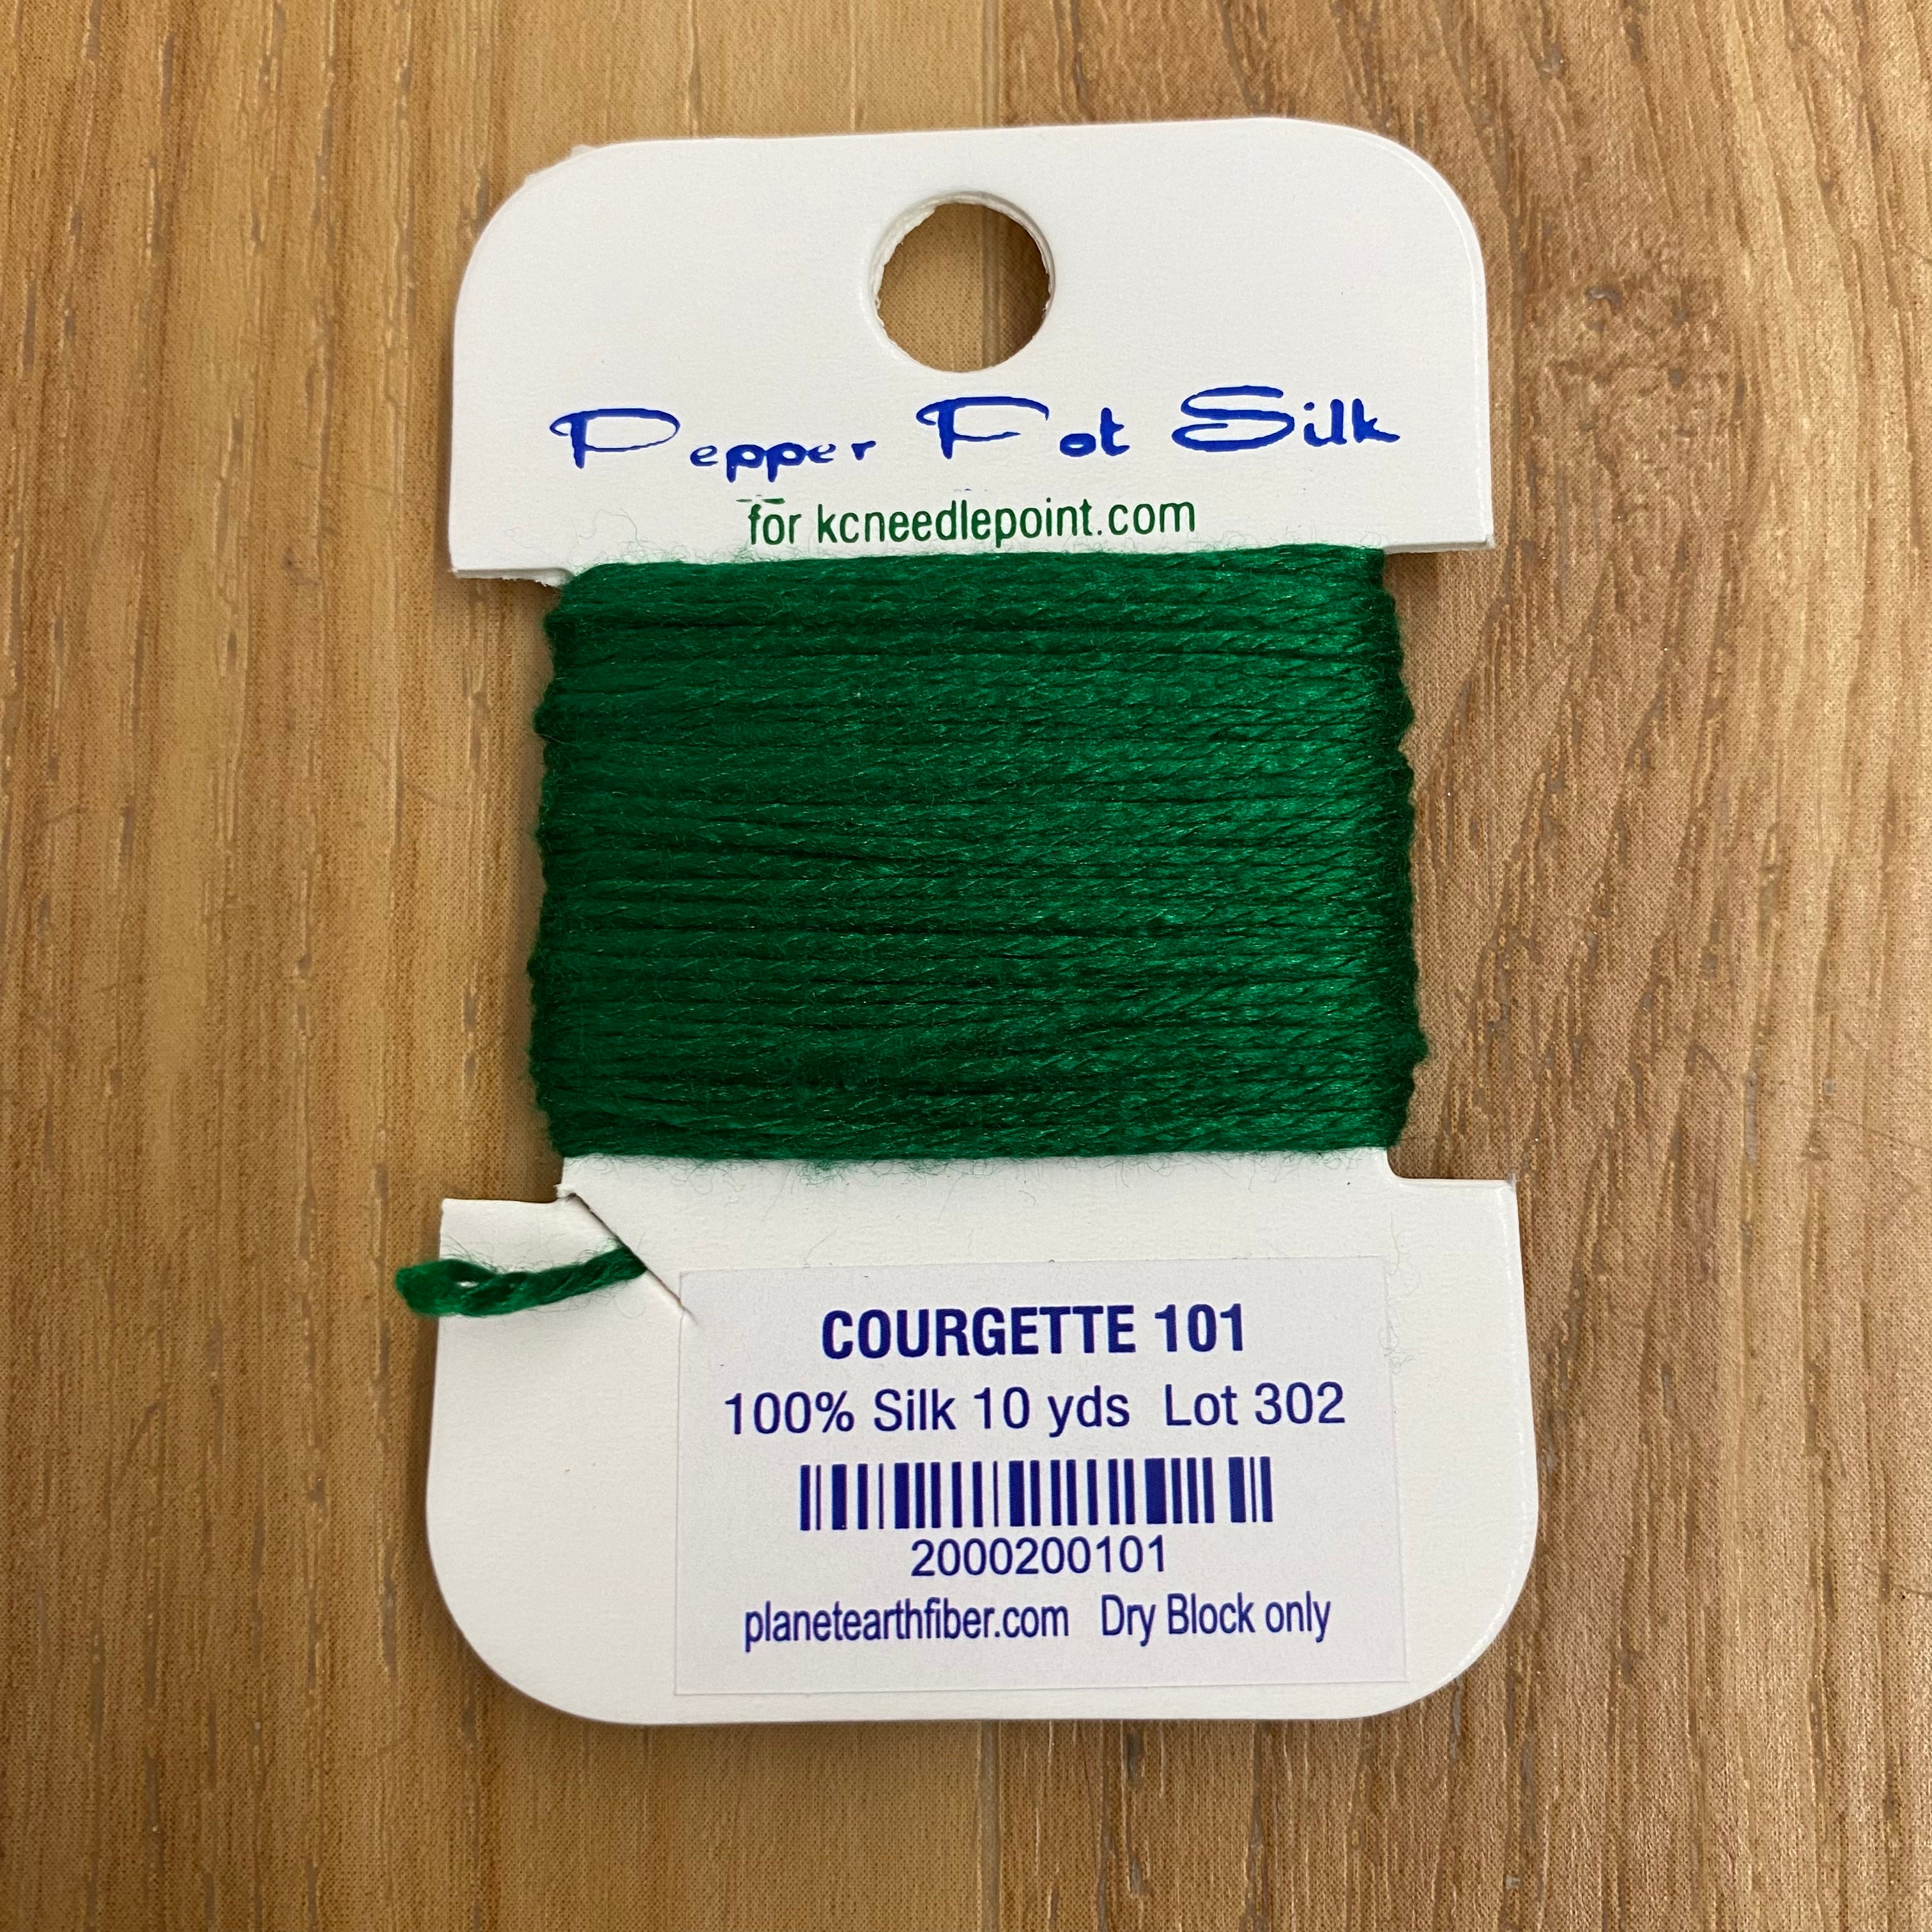 Pepper Pot Silk
for kcneedlepoint.com
COURGETTE 101
100% Silk 10 yds Lot 302
2000200101
planetearthfiber.com Dry Block only